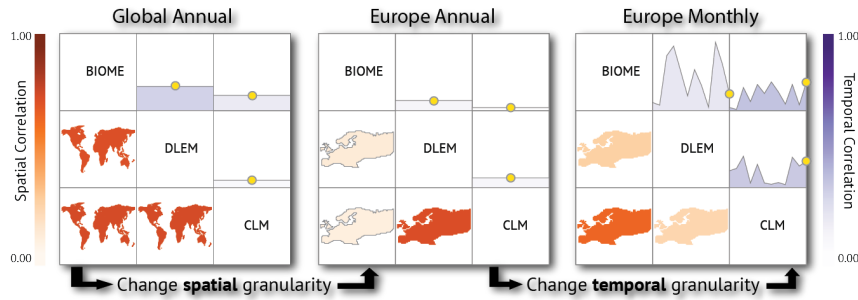 Global Annual
Europe Annual
Europe Monthly
1.00
Spatial Correlation
0.00
BIOME
DLEM
CLM
BIOME
DLEM
CLM
BIOME
DLEM
CLM
1.00
Temporal Correlation
0.00
Change spatial granularity
Change temporal granularity